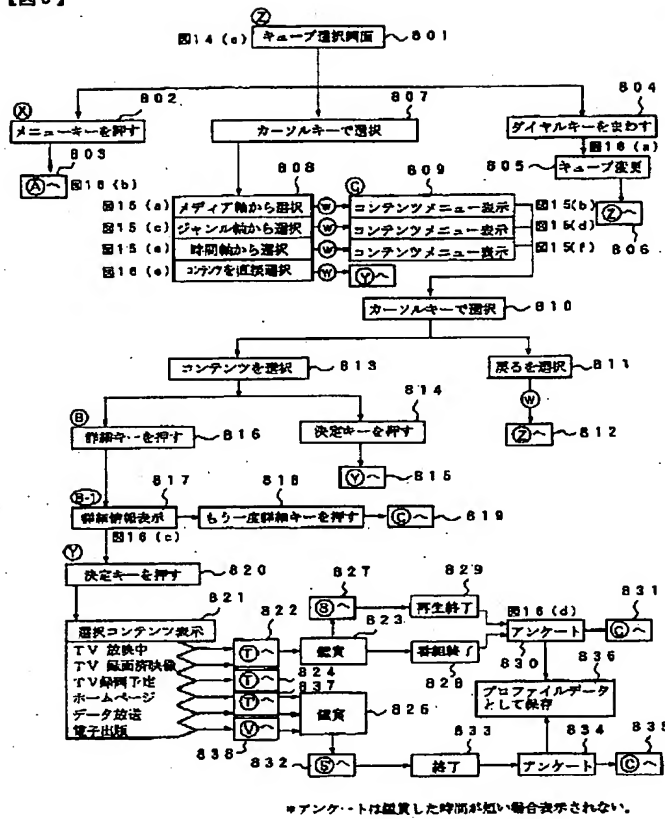 Ⓩ
図14(a) キューブ選択画面 801
Ⓧ 802 807 804
メニューキーを押す カーソルキーで選択 ダイヤルキーをまわす
803 図16(a)
Ⓐへ 図16(b) 805 キューブ変更
808 Ⓒ 809
図15(a) メディア軸から選択 Ⓦ コンテンツメニュー表示 図15(b)
図15(c) ジャンル軸から選択 Ⓦ コンテンツメニュー表示 図15(d)
図15(e) 時間軸から選択 Ⓦ コンテンツメニュー表示 図15(f)
図16(e) コンテンツを直接選択 Ⓦ Ⓨへ
Ⓩへ 806
カーソルキーで選択 810
コンテンツを選択 813 戻るを選択 811
Ⓑ 814 Ⓦ
詳細キーを押す 816 決定キーを押す Ⓩへ 812
Ⓨへ 815
B-1 817 818
詳細情報表示 もう一度詳細キーを押す Ⓒへ 819
図16(c)
Ⓨ
決定キーを押す 820
821 822 827 829 831
選択コンテンツ表示 Ⓢへ 再生終了 図16(d) Ⓒへ
TV 放映中 Ⓣへ 鑑賞 823 番組終了 828 アンケート 830 836
TV 録画済映像 824
TV録画予定 Ⓣへ 837 プロファイルデータ
ホームページ として保存
データ放送 鑑賞 826
電子出版 Ⓥへ 833 834 835
838 832 へ 終了 アンケート Ⓒへ
*アンケートは鑑賞した時間が短い場合表示されない。